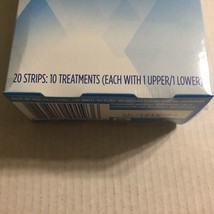 20 STRIPS: 10 TREATMENTS (EACH WITH 1 UPPER/1 LOWER